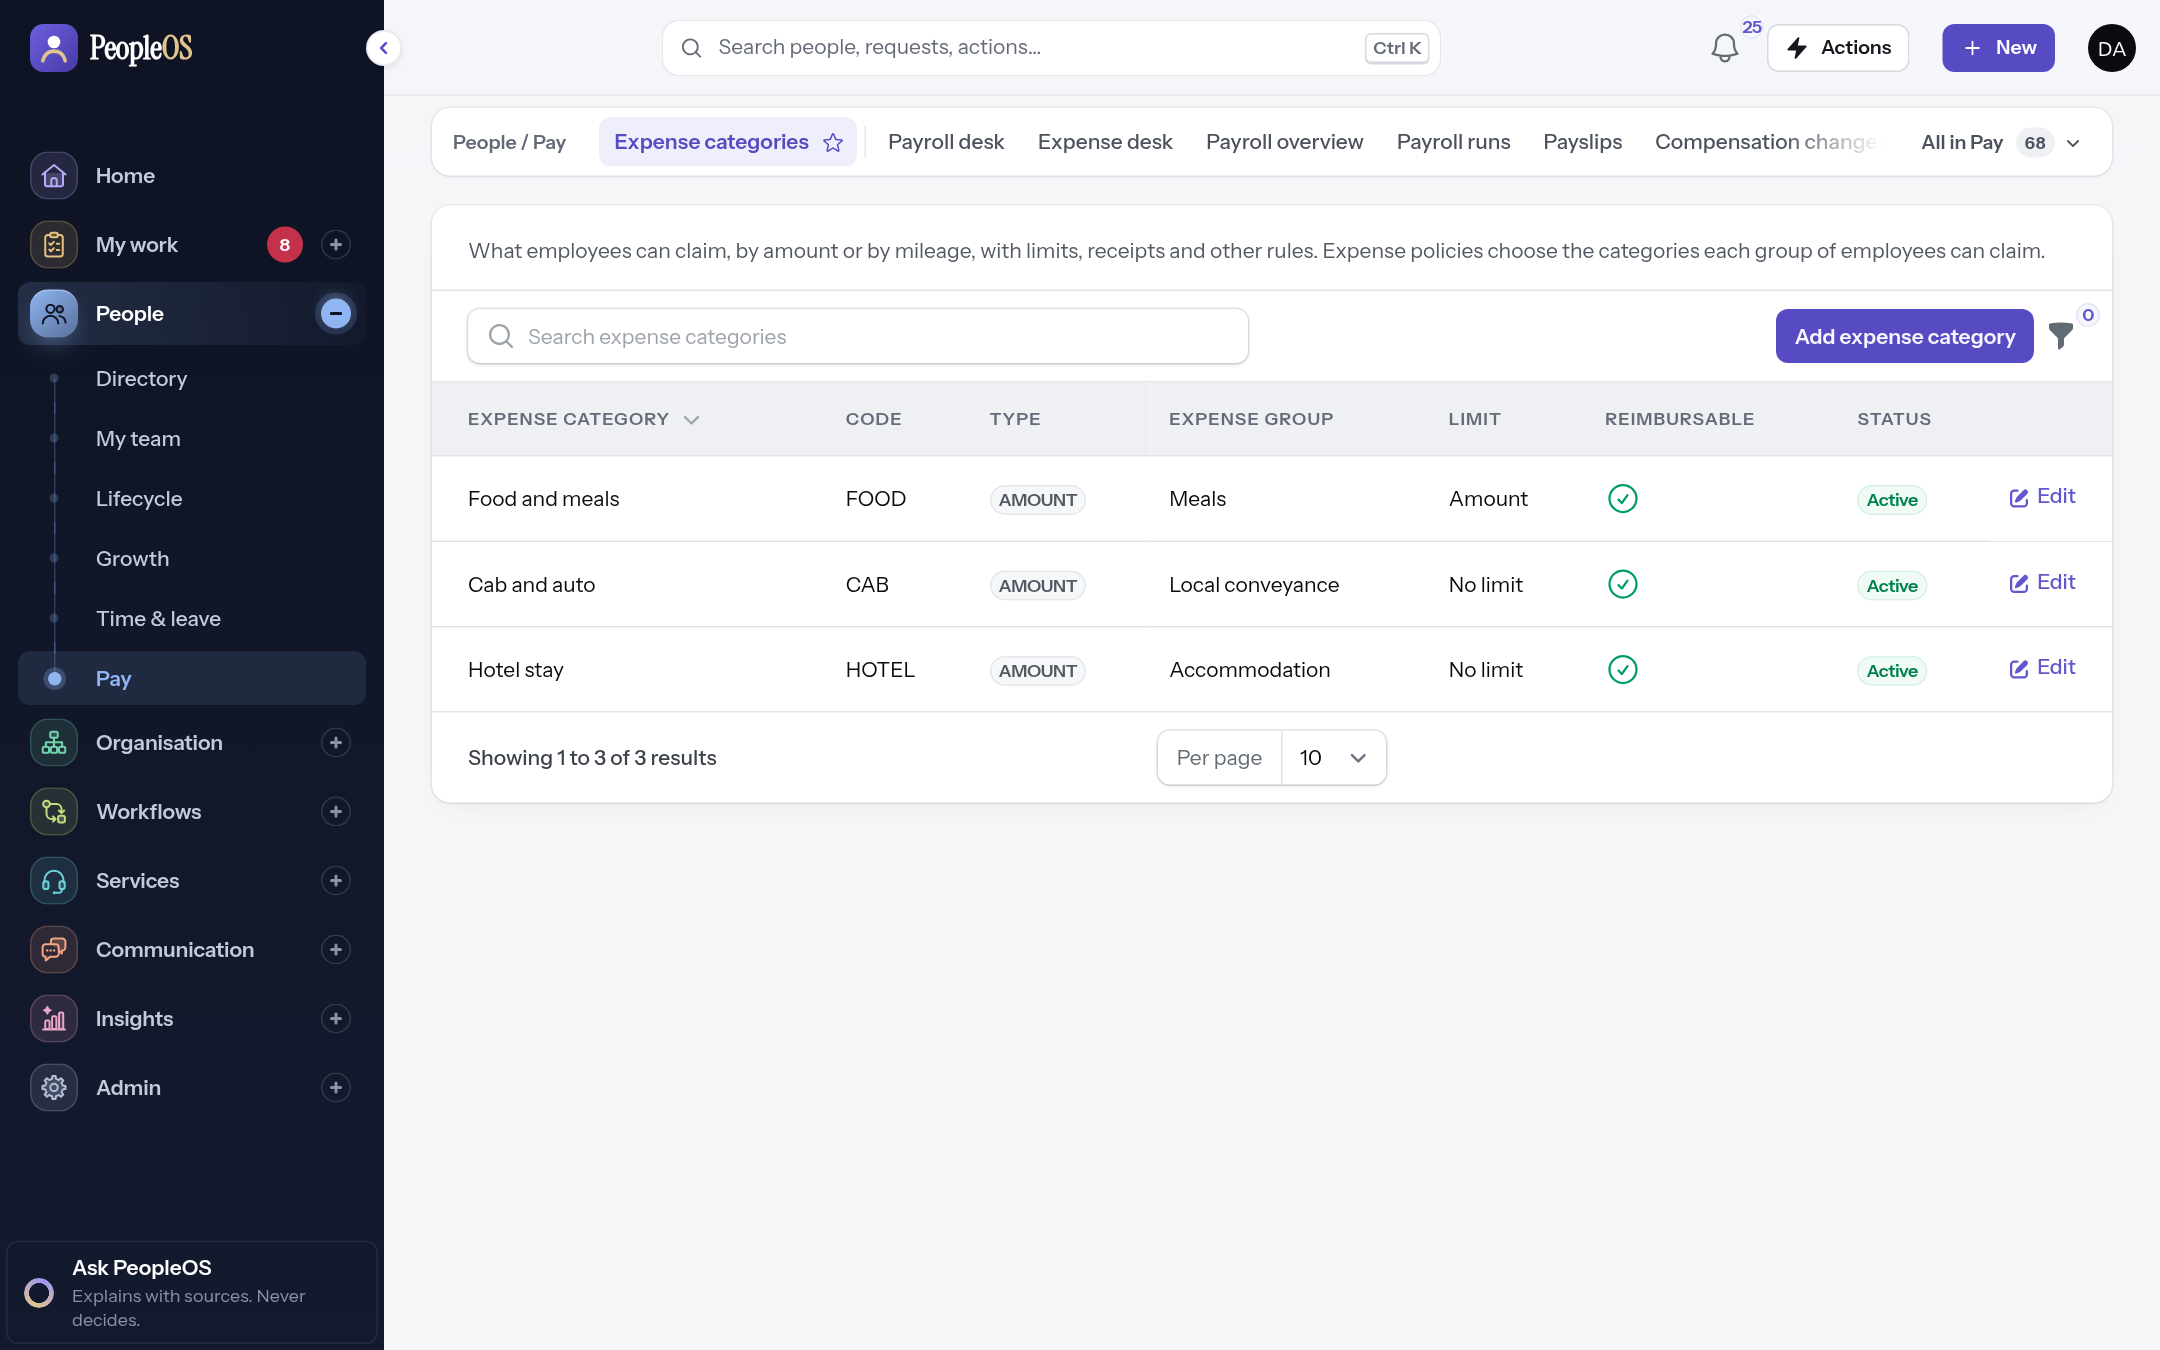 PeopleOS
Search people, requests, actions...
Ctrl K
25
Actions
New
DA
Home
My work
8
People
Directory
My team
Lifecycle
Growth
Time & leave
Pay
Organisation
Workflows
Services
Communication
Insights
Admin
Ask PeopleOS
Explains with sources. Never
decides.
People / Pay
Expense categories
Payroll desk
Expense desk
Payroll overview
Payroll runs
Payslips
Compensation change
All in Pay
68
What employees can claim, by amount or by mileage, with limits, receipts and other rules. Expense policies choose the categories each group of employees can claim.
Search expense categories
Add expense category
0
EXPENSE CATEGORY CODE TYPE EXPENSE GROUP LIMIT REIMBURSABLE STATUS
Food and meals FOOD AMOUNT Meals Amount Active Edit
Cab and auto CAB AMOUNT Local conveyance No limit Active Edit
Hotel stay HOTEL AMOUNT Accommodation No limit Active Edit
Showing 1 to 3 of 3 results
Per page 10